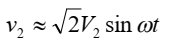 v₂ ≈ √2V₂ sin ωt